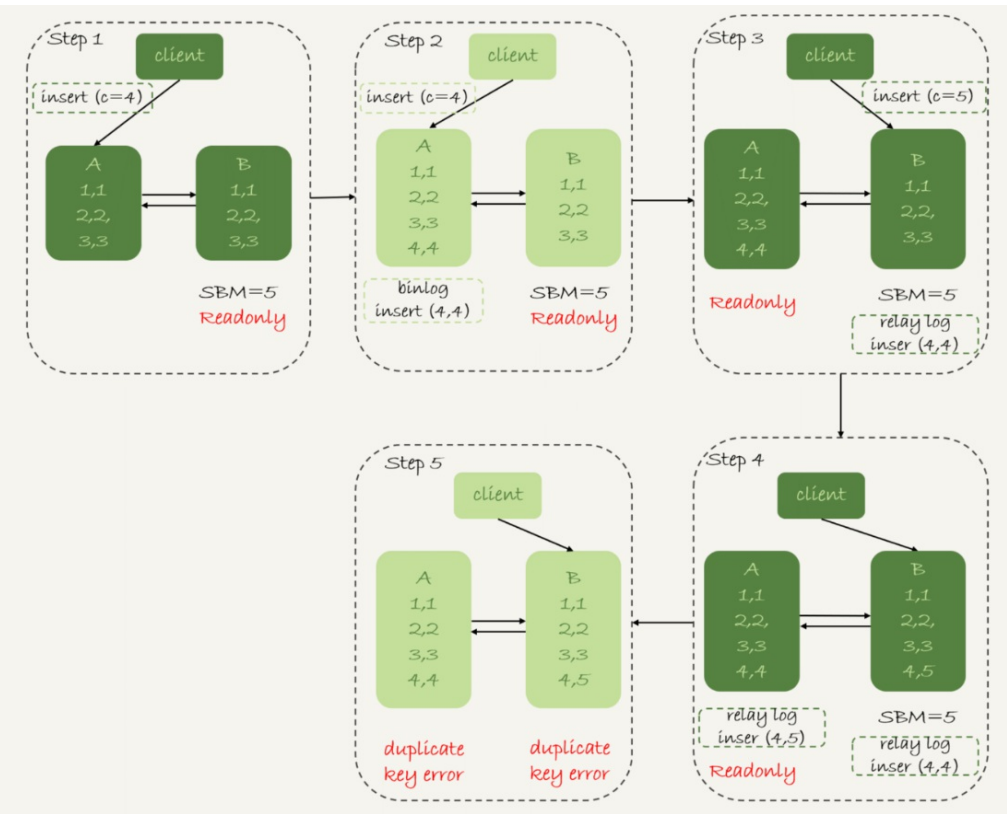 Step 1
client
insert (c=4)
A
1,1
2,2,
3,3
B
1,1
2,2,
3,3
SBM=5
Readonly
Step 2
client
insert (c=4)
A
1,1
2,2
3,3
4,4
B
1,1
2,2
3,3
binlog
insert (4,4)
SBM=5
Readonly
Step 3
client
insert (c=5)
A
1,1
2,2,
3,3
4,4
B
1,1
2,2,
3,3
Readonly
SBM=5
relay log
inser (4,4)
Step 4
client
A
1,1
2,2,
3,3
4,4
B
1,1
2,2,
3,3
4,5
relay log
inser (4,5)
Readonly
SBM=5
relay log
inser (4,4)
Step 5
client
A
1,1
2,2
3,3
4,4
B
1,1
2,2
3,3
4,5
duplicate
key error
duplicate
key error